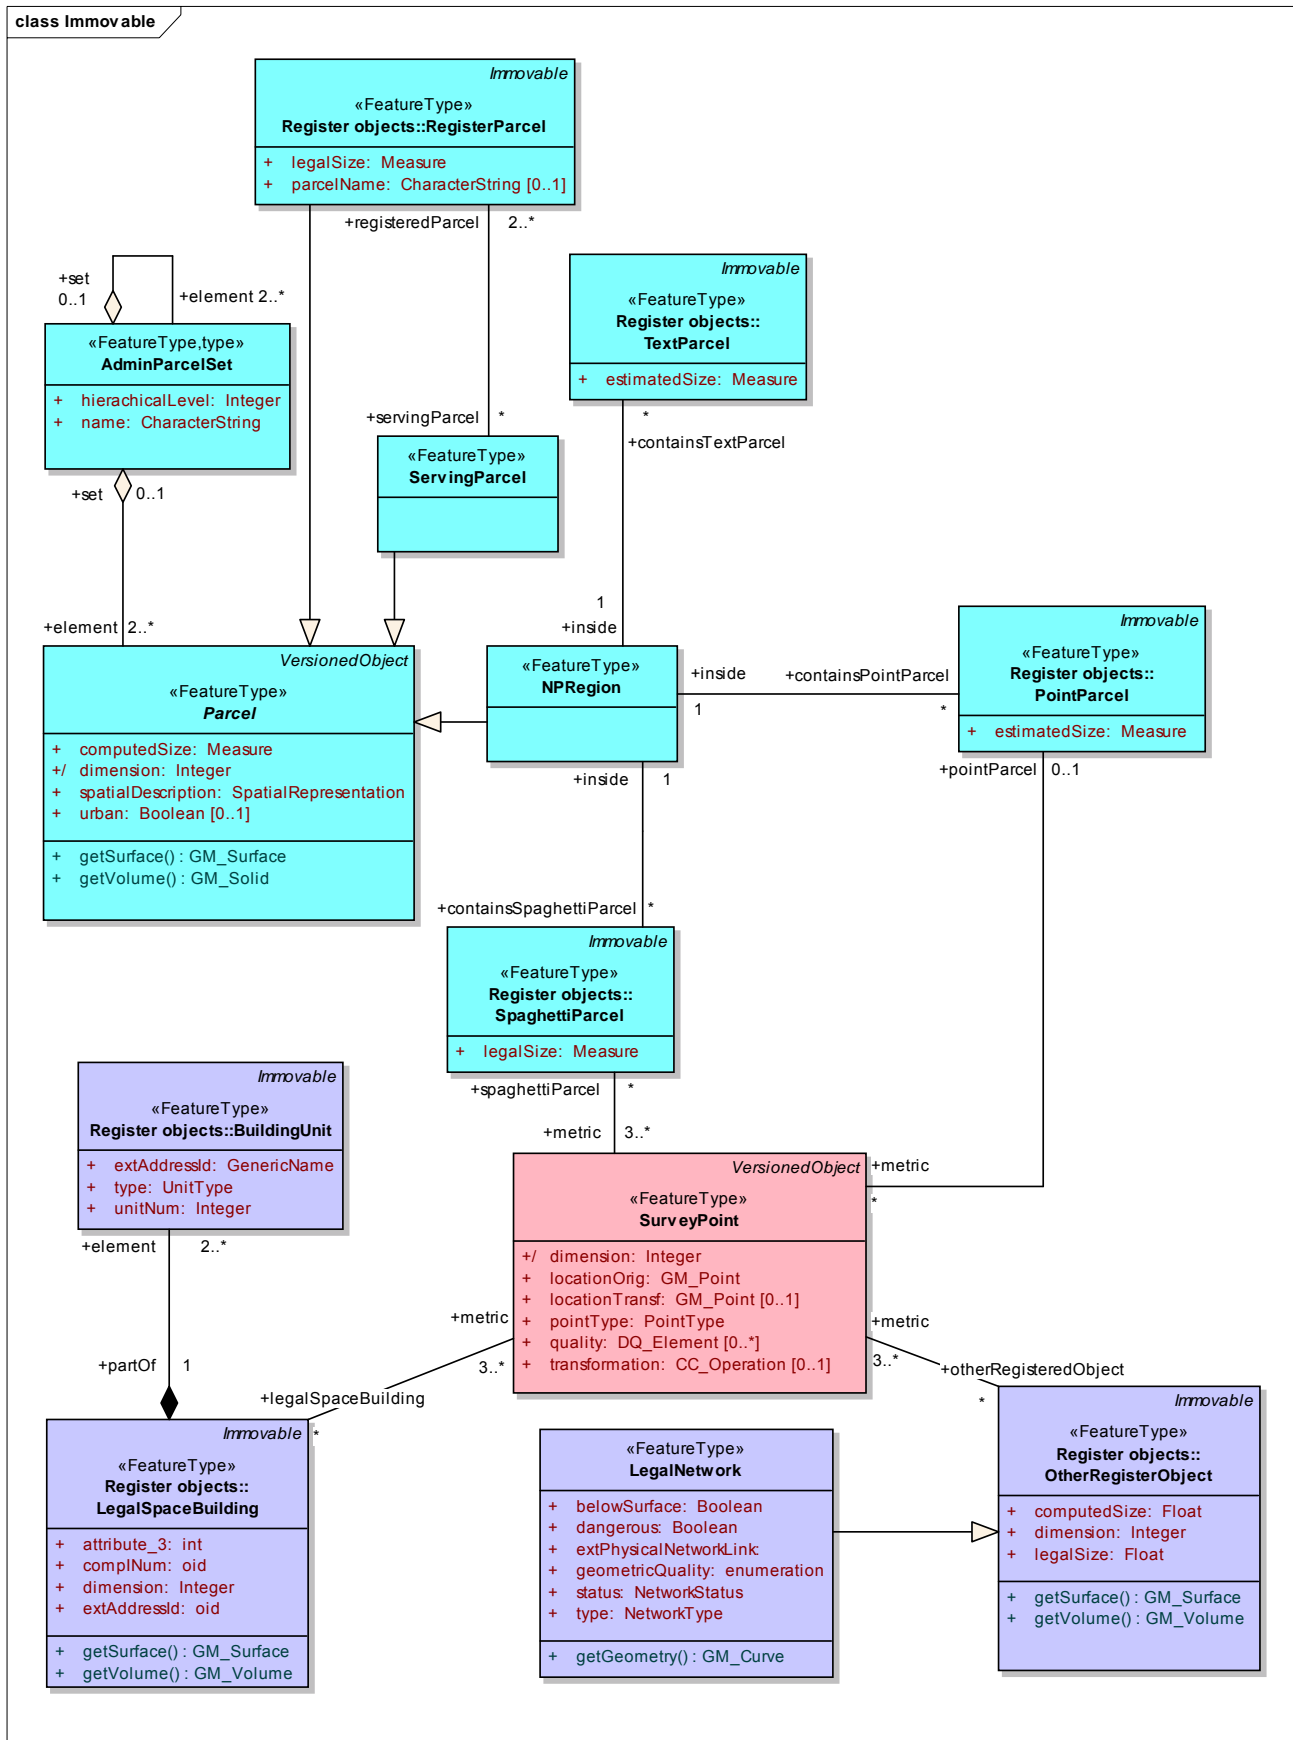 class Immovable
Immovable
«FeatureType»
Register objects::RegisterParcel
+ legalSize: Measure
+ parcelName: CharacterString [0..1]
+registeredParcel 2..*
+set
0..1
+element 2..*
«FeatureType,type»
AdminParcelSet
+ hierachicalLevel: Integer
+ name: CharacterString
+set 0..1
Immovable
«FeatureType»
Register objects::
TextParcel
+ estimatedSize: Measure
*
+containsTextParcel
+servingParcel *
«FeatureType»
ServingParcel
1
+inside
+element 2..*
VersionedObject
«FeatureType»
Parcel
+ computedSize: Measure
+/ dimension: Integer
+ spatialDescription: SpatialRepresentation
+ urban: Boolean [0..1]
+ getSurface() : GM_Surface
+ getVolume() : GM_Solid
«FeatureType»
NPRegion
+inside
1
+containsPointParcel
*
Immovable
«FeatureType»
Register objects::
PointParcel
+ estimatedSize: Measure
+pointParcel 0..1
+inside 1
+containsSpaghettiParcel *
Immovable
«FeatureType»
Register objects::
SpaghettiParcel
+ legalSize: Measure
+spaghettiParcel *
+metric 3..*
Immovable
«FeatureType»
Register objects::BuildingUnit
+ extAddressId: GenericName
+ type: UnitType
+ unitNum: Integer
+element 2..*
+partOf 1
VersionedObject
«FeatureType»
SurveyPoint
+/ dimension: Integer
+ locationOrig: GM_Point
+ locationTransf: GM_Point [0..1]
+ pointType: PointType
+ quality: DQ_Element [0..*]
+ transformation: CC_Operation [0..1]
+metric
*
+metric
3..*
+metric
3..*
+legalSpaceBuilding
*
+otherRegisteredObject
*
Immovable
«FeatureType»
Register objects::
LegalSpaceBuilding
+ attribute_3: int
+ complNum: oid
+ dimension: Integer
+ extAddressId: oid
+ getSurface() : GM_Surface
+ getVolume() : GM_Volume
«FeatureType»
LegalNetwork
+ belowSurface: Boolean
+ dangerous: Boolean
+ extPhysicalNetworkLink:
+ geometricQuality: enumeration
+ status: NetworkStatus
+ type: NetworkType
+ getGeometry() : GM_Curve
Immovable
«FeatureType»
Register objects::
OtherRegisterObject
+ computedSize: Float
+ dimension: Integer
+ legalSize: Float
+ getSurface() : GM_Surface
+ getVolume() : GM_Volume